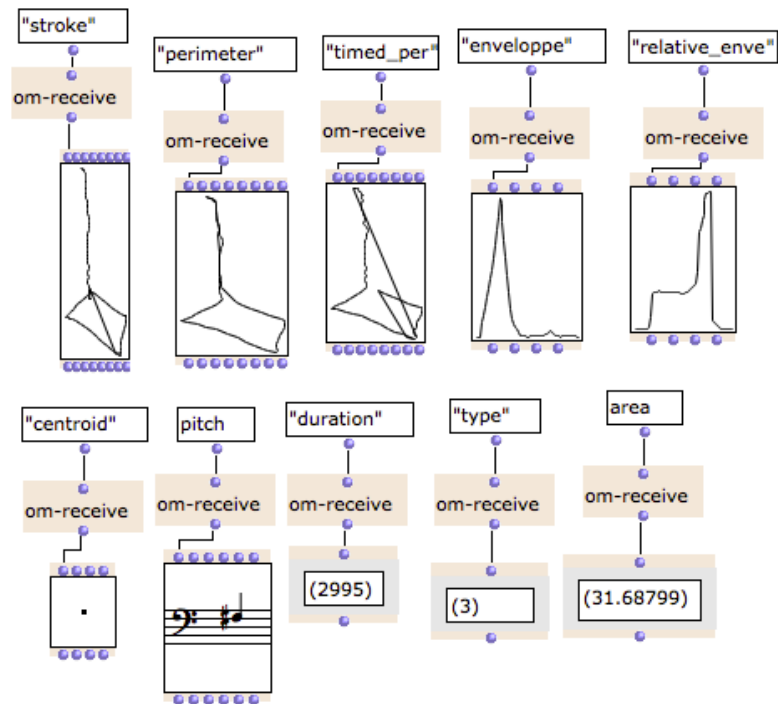 "stroke"
"perimeter"
"timed_per"
"enveloppe"
"relative_enve"
om-receive
om-receive
om-receive
om-receive
om-receive
"centroid"
pitch
"duration"
"type"
area
om-receive
om-receive
om-receive
om-receive
om-receive
(2995)
(3)
(31.68799)